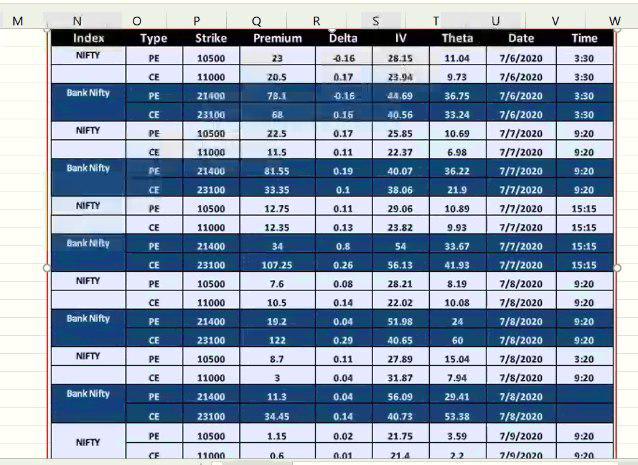 M N O P Q R S T U V W
Index Type Strike Premium Delta IV Theta Date Time
NIFTY PE 10500 23 -0.16 28.15 11.04 7/6/2020 3:30
CE 11000 20.5 0.17 23.94 9.73 7/6/2020 3:30
Bank Nifty PE 21400 78.1 -0.16 44.69 36.75 7/6/2020 3:30
CE 23100 68 0.16 40.56 33.24 7/6/2020 3:30
NIFTY PE 10500 22.5 0.17 25.85 10.69 7/7/2020 9:20
CE 11000 11.5 0.11 22.37 6.98 7/7/2020 9:20
Bank Nifty PE 21400 81.55 0.19 40.07 36.22 7/7/2020 9:20
CE 23100 33.35 0.1 38.06 21.9 7/7/2020 9:20
NIFTY PE 10500 12.75 0.11 29.06 10.89 7/7/2020 15:15
CE 11000 12.35 0.13 23.82 9.93 7/7/2020 15:15
Bank Nifty PE 21400 34 0.8 54 33.67 7/7/2020 15:15
CE 23100 107.25 0.26 56.13 41.93 7/7/2020 15:15
NIFTY PE 10500 7.6 0.08 28.21 8.19 7/8/2020 9:20
CE 11000 10.5 0.14 22.02 10.08 7/8/2020 9:20
Bank Nifty PE 21400 19.2 0.04 51.98 24 7/8/2020 9:20
CE 23100 122 0.29 40.65 60 7/8/2020 9:20
NIFTY PE 10500 8.7 0.11 27.89 15.04 7/8/2020 3:20
CE 11000 3 0.04 31.87 7.94 7/8/2020 9:20
Bank Nifty PE 21400 11.3 0.04 56.09 29.41 7/8/2020
CE 23100 34.45 0.14 40.73 53.38 7/8/2020
NIFTY PE 10500 1.15 0.02 21.75 3.59 7/9/2020 9:20
CE 11000 0.6 0.01 21.4 2.2 7/9/2020 9:20